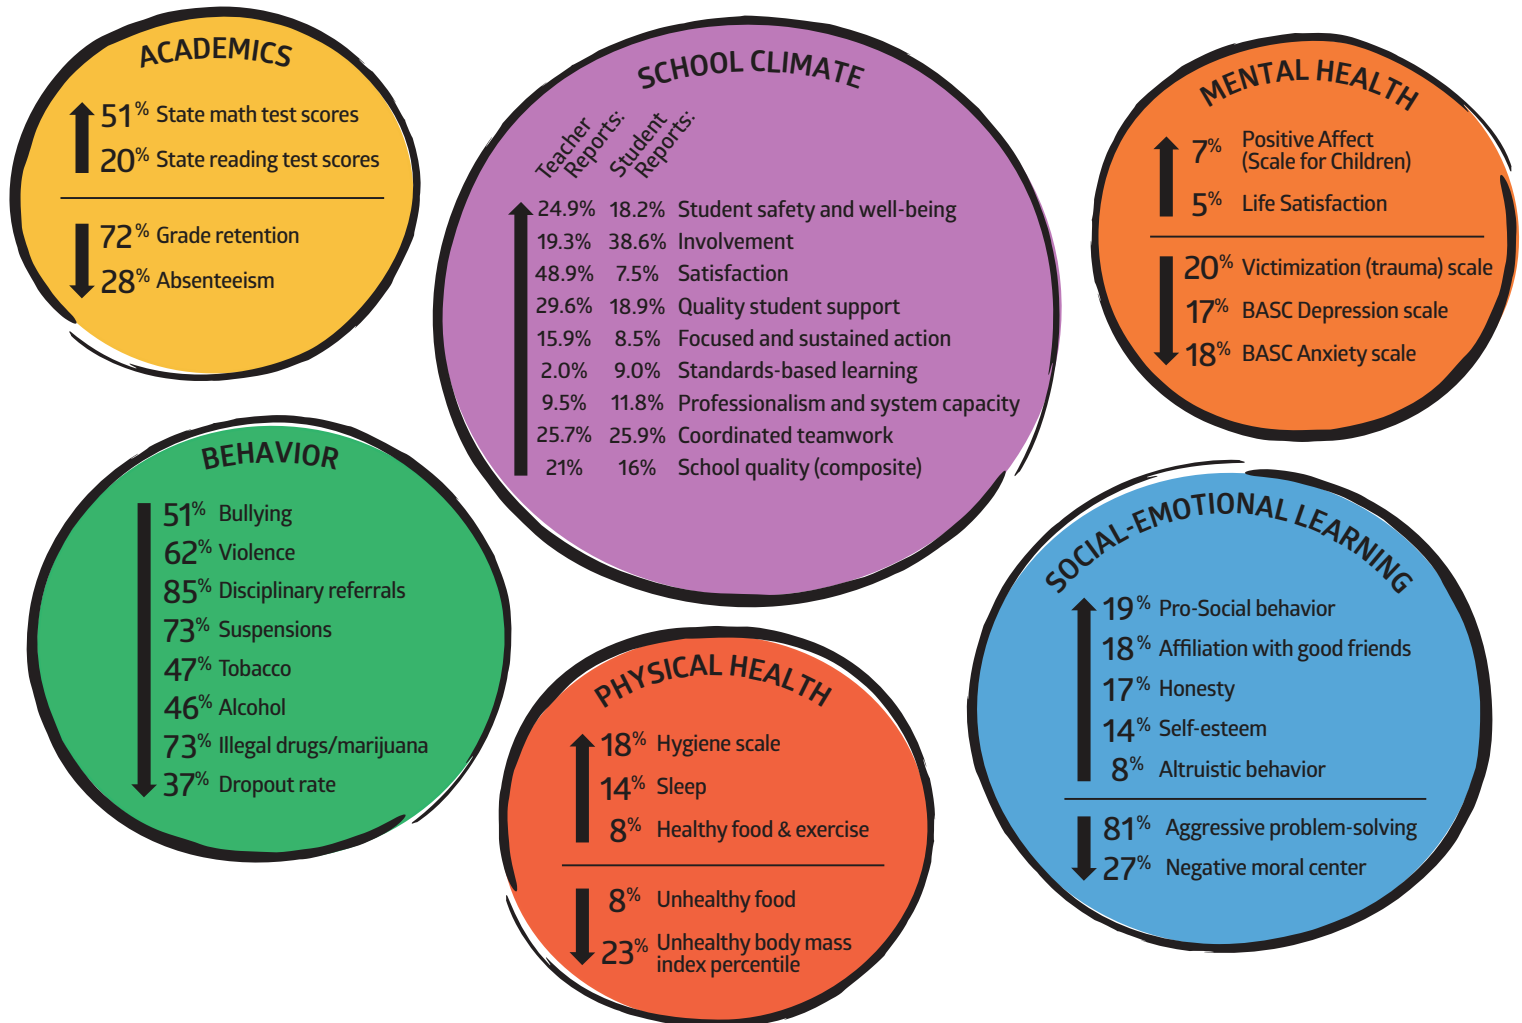 ACADEMICS
51% State math test scores
20% State reading test scores
72% Grade retention
28% Absenteeism
SCHOOL CLIMATE
Teacher Reports:
Student Reports:
24.9% 18.2% Student safety and well-being
19.3% 38.6% Involvement
48.9% 7.5% Satisfaction
29.6% 18.9% Quality student support
15.9% 8.5% Focused and sustained action
2.0% 9.0% Standards-based learning
9.5% 11.8% Professionalism and system capacity
25.7% 25.9% Coordinated teamwork
21% 16% School quality (composite)
MENTAL HEALTH
7% Positive Affect
(Scale for Children)
5% Life Satisfaction
20% Victimization (trauma) scale
17% BASC Depression scale
18% BASC Anxiety scale
BEHAVIOR
51% Bullying
62% Violence
85% Disciplinary referrals
73% Suspensions
47% Tobacco
46% Alcohol
73% Illegal drugs/marijuana
37% Dropout rate
PHYSICAL HEALTH
18% Hygiene scale
14% Sleep
8% Healthy food & exercise
8% Unhealthy food
23% Unhealthy body mass
index percentile
SOCIAL-EMOTIONAL LEARNING
19% Pro-Social behavior
18% Affiliation with good friends
17% Honesty
14% Self-esteem
8% Altruistic behavior
81% Aggressive problem-solving
27% Negative moral center